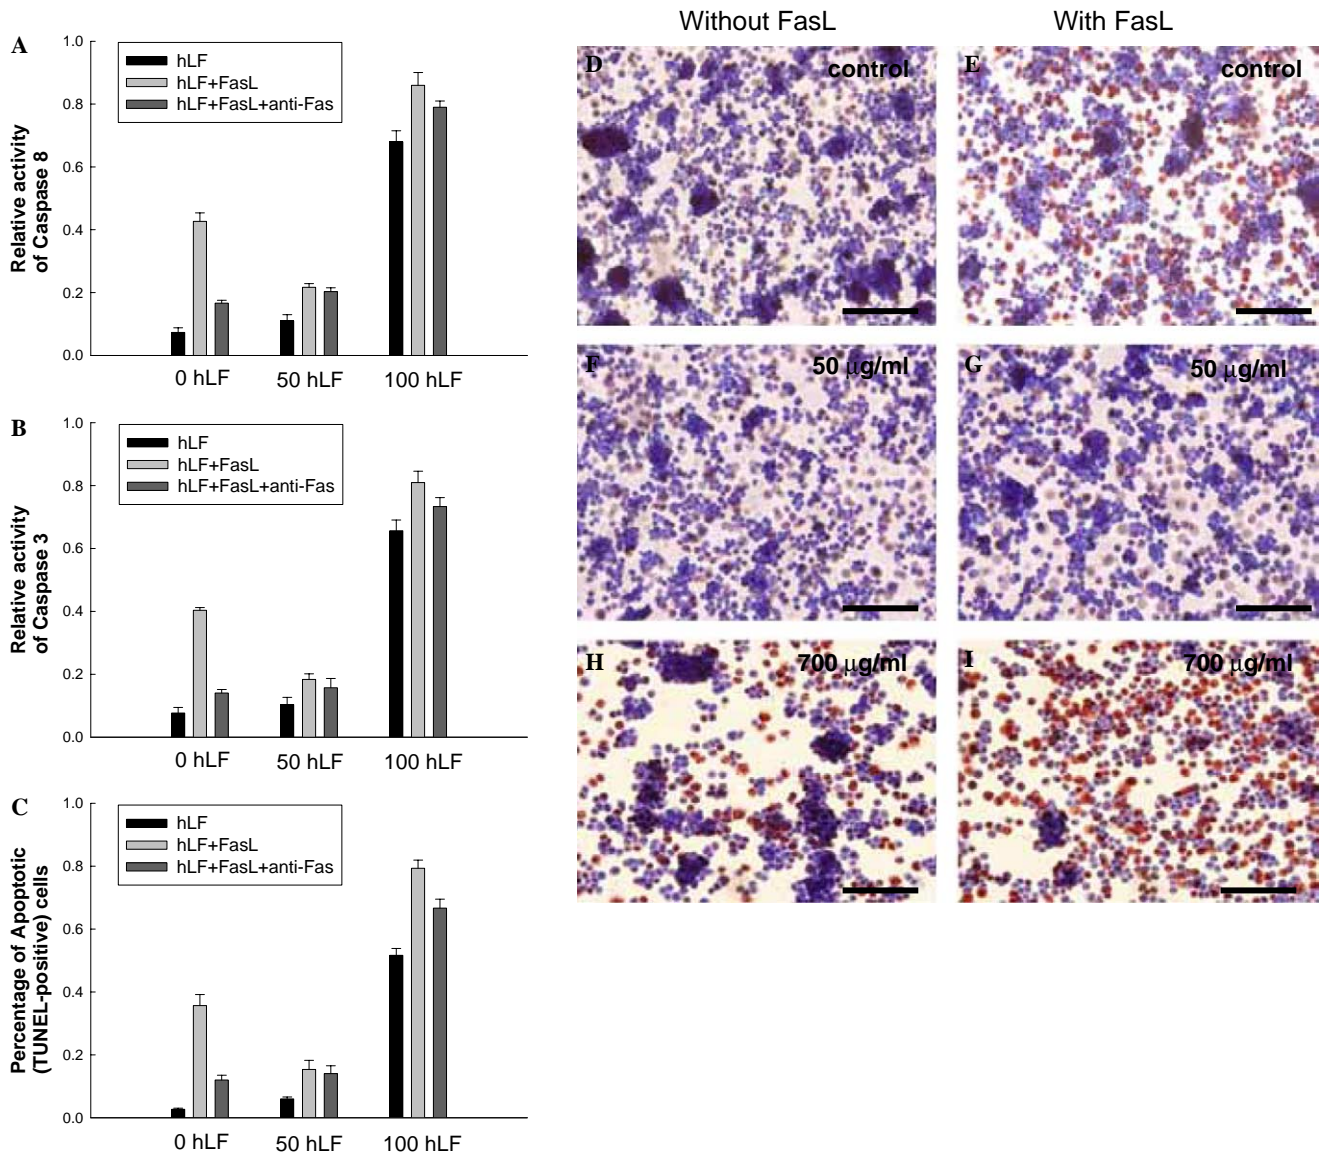 Without FasL
With FasL
A
1.0
0.8
0.6
0.4
0.2
0.0
Relative activity
of Caspase 8
hLF
hLF+FasL
hLF+FasL+anti-Fas
0 hLF
50 hLF
100 hLF
B
1.0
0.8
0.6
0.4
0.2
0.0
Relative activity
of Caspase 3
hLF
hLF+FasL
hLF+FasL+anti-Fas
0 hLF
50 hLF
100 hLF
C
1.0
0.8
0.6
0.4
0.2
0.0
Percentage of Apoptotic
(TUNEL-positive) cells
hLF
hLF+FasL
hLF+FasL+anti-Fas
0 hLF
50 hLF
100 hLF
D
control
E
control
F
50 μg/ml
G
50 μg/ml
H
700 μg/ml
I
700 μg/ml